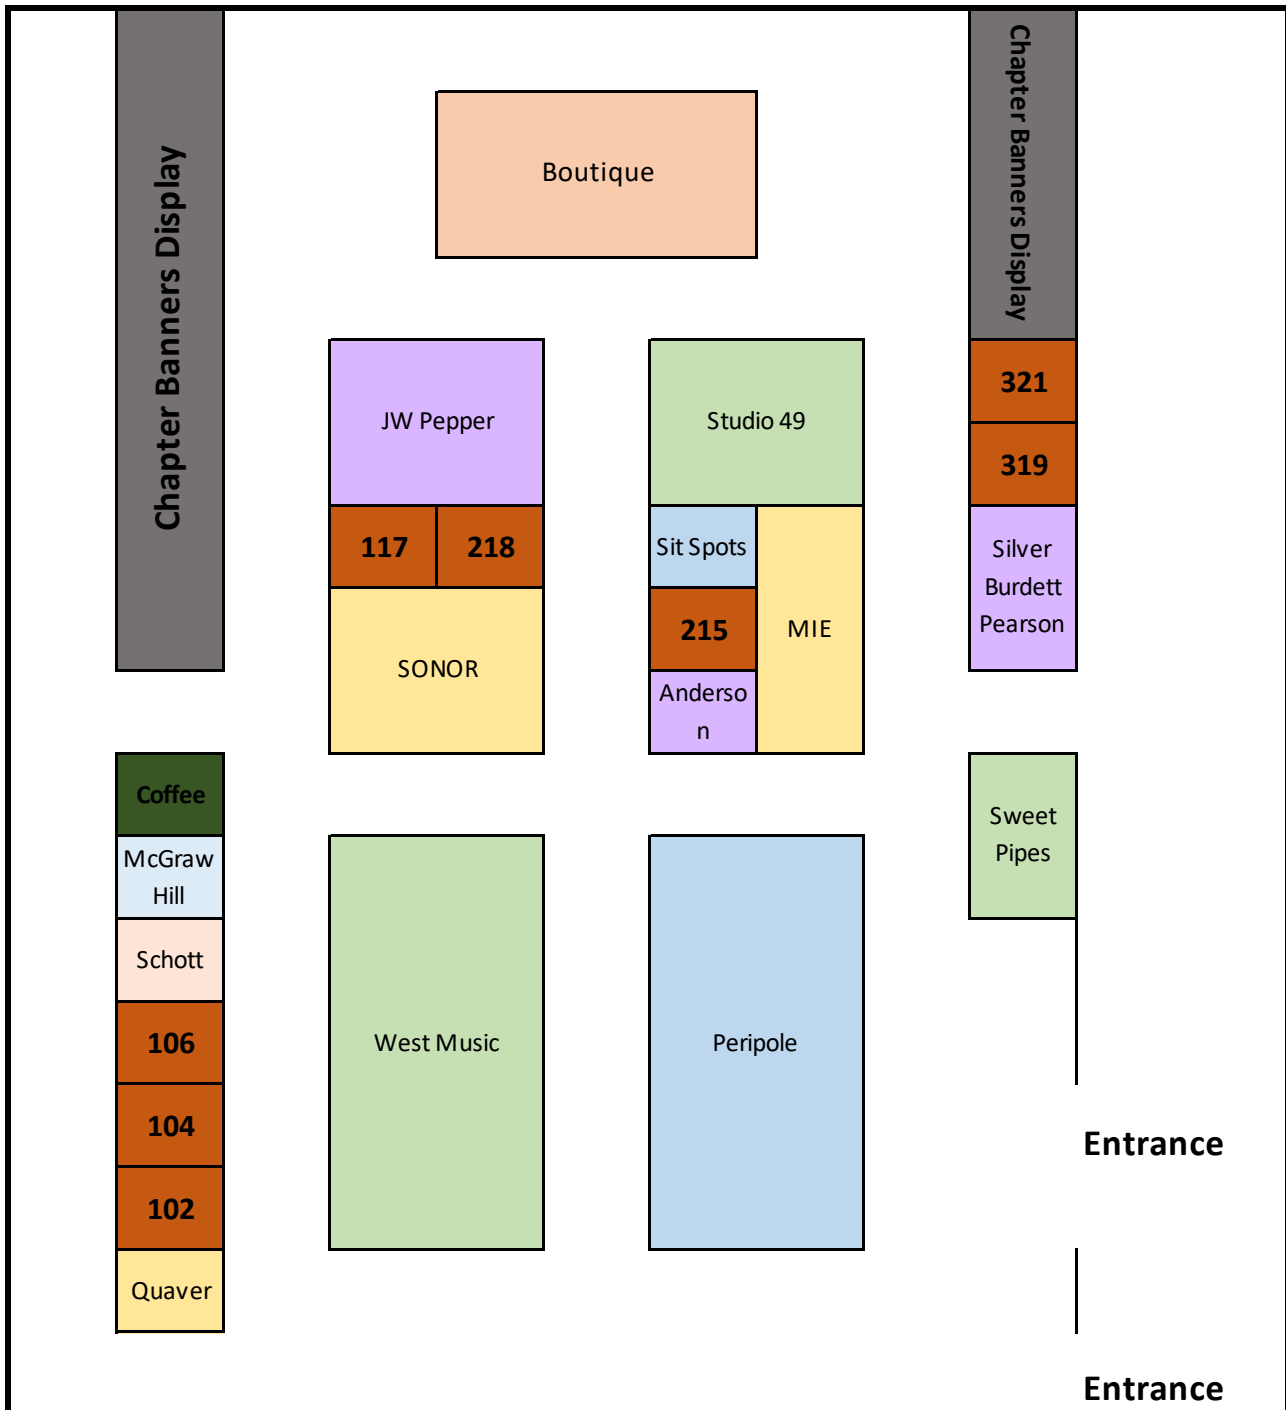 Chapter Banners Display
Chapter Banners Display
Boutique
JW Pepper
Studio 49
321
319
117
218
Sit Spots
MIE
Silver
Burdett
Pearson
215
SONOR
Anderso
n
Coffee
McGraw
Hill
Sweet
Pipes
Schott
106
West Music
Peripole
104
Entrance
102
Quaver
Entrance